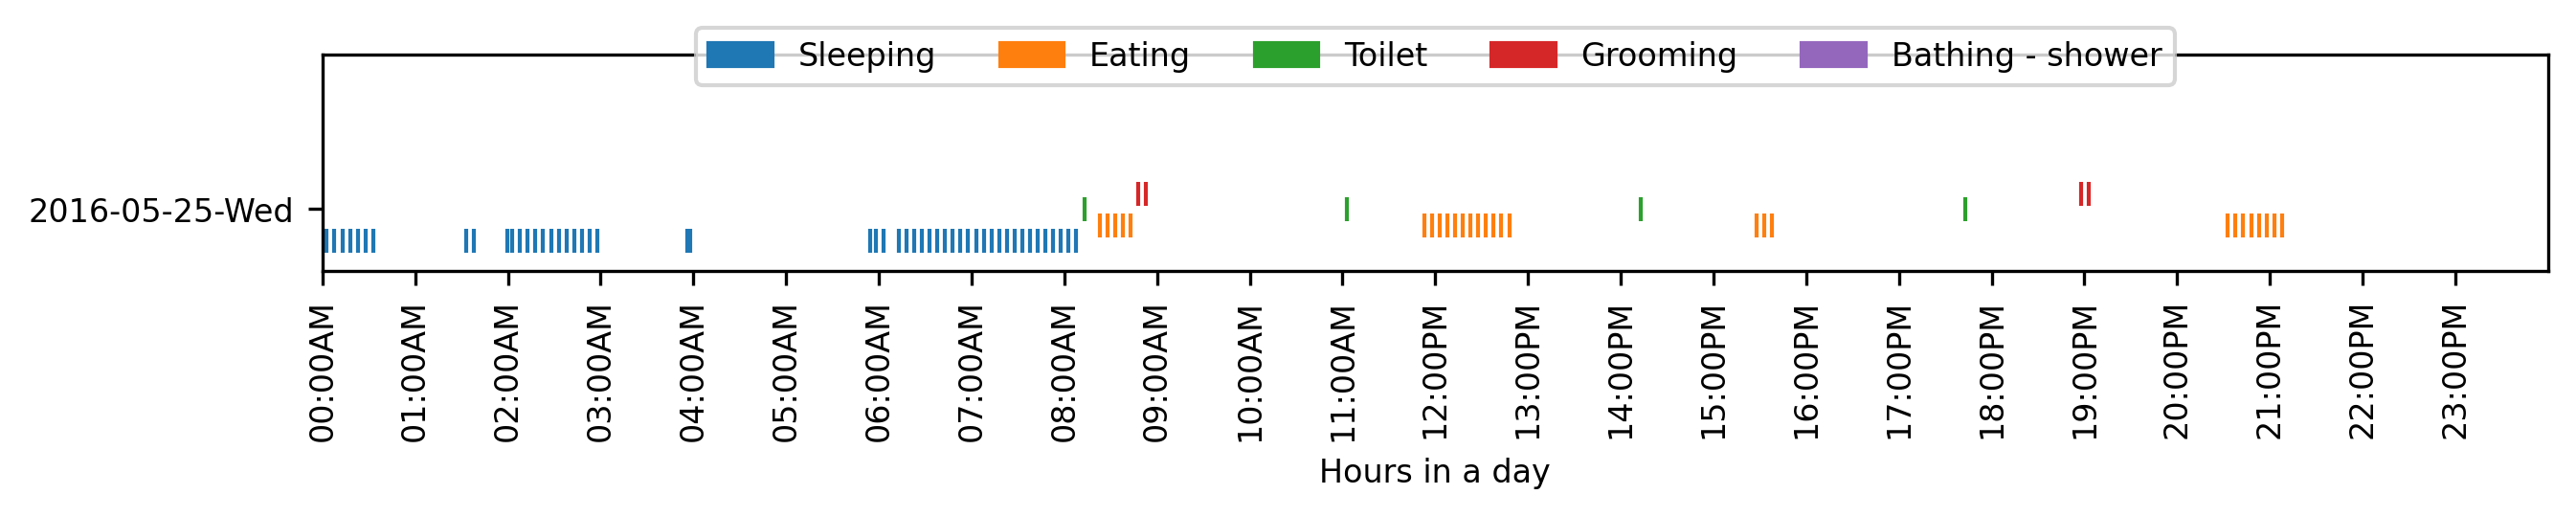 Sleeping Eating Toilet Grooming Bathing - shower
2016-05-25-Wed
00:00AM
01:00AM
02:00AM
03:00AM
04:00AM
05:00AM
06:00AM
07:00AM
08:00AM
09:00AM
10:00AM
11:00AM
12:00PM
13:00PM
14:00PM
15:00PM
16:00PM
17:00PM
18:00PM
19:00PM
20:00PM
21:00PM
22:00PM
23:00PM
Hours in a day